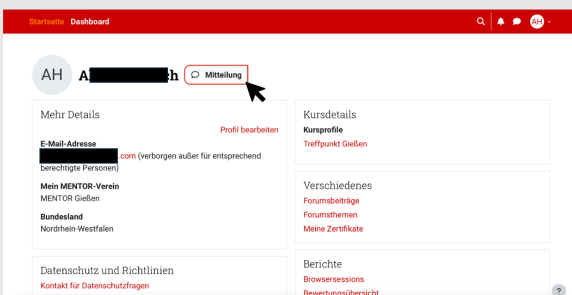 Startseite Dashboard
AH
AH
A h Mitteilung
Mehr Details
Profil bearbeiten
E-Mail-Adresse
.com (verborgen außer für entsprechend
berechtigte Personen)
Mein MENTOR-Verein
MENTOR Gießen
Bundesland
Nordrhein-Westfalen
Datenschutz und Richtlinien
Kontakt für Datenschutzfragen
Kursdetails
Kursprofile
Treffpunkt Gießen
Verschiedenes
Forumsbeiträge
Forumsthemen
Meine Zertifikate
Berichte
Browsersessions
Bewertungsübersicht
?